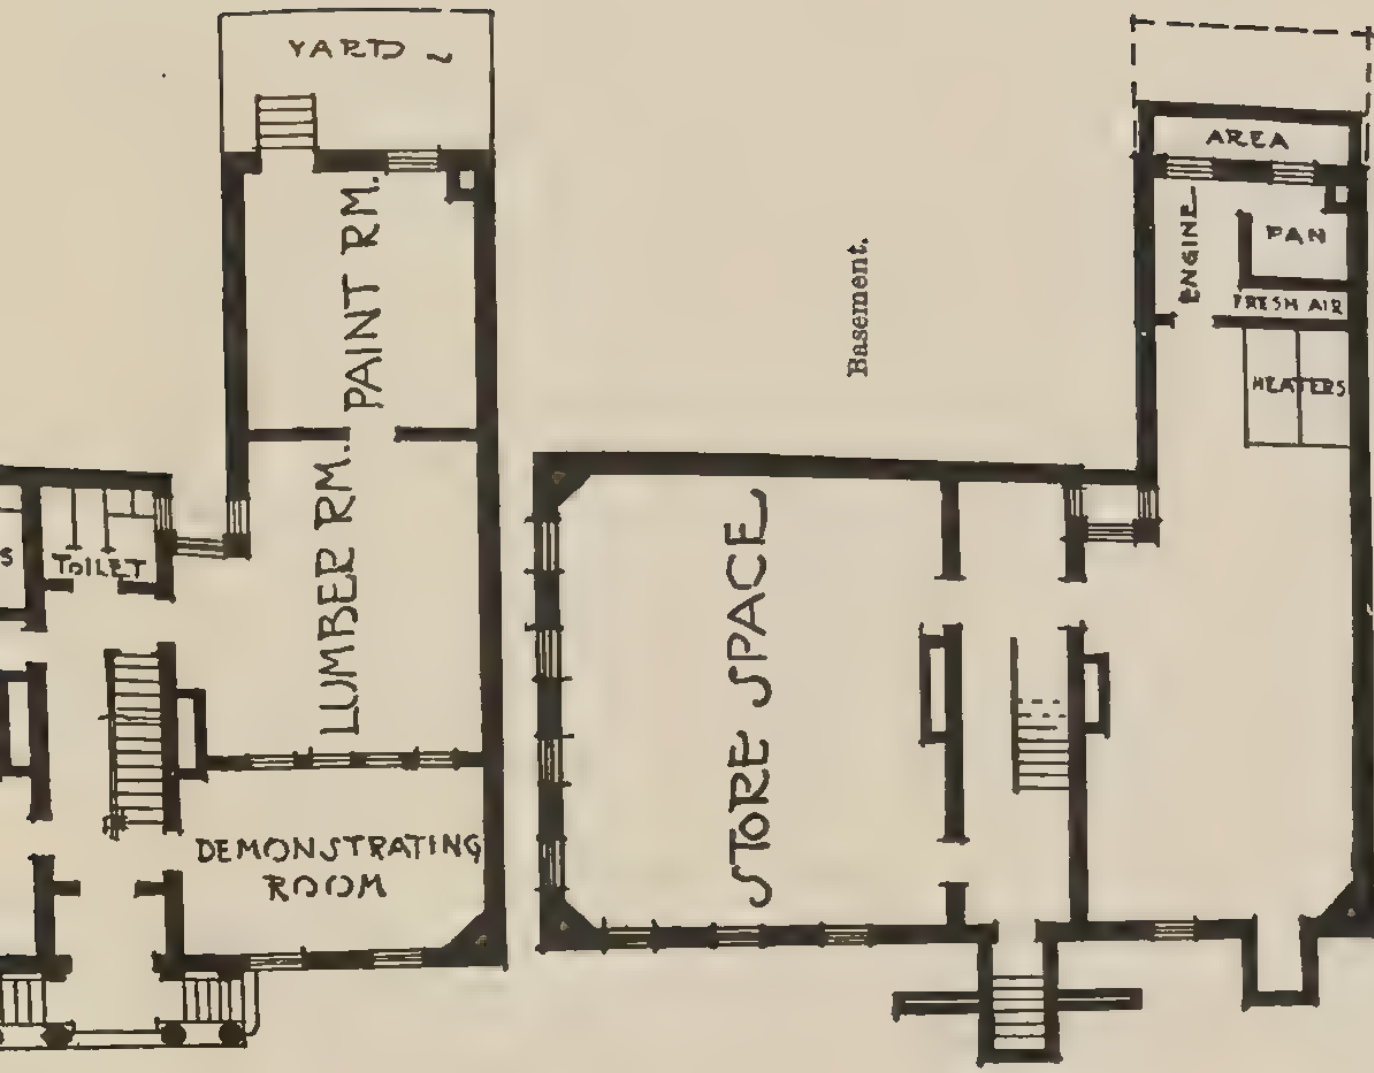 YARD
PAINT RM.
LUMBER RM.
S
TOILET
DEMONSTRATING
ROOM
Basement.
AREA
ENGINE
PAN
FRESH AIR
HEATERS
STORE SPACE